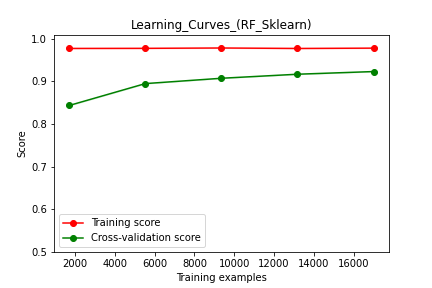 Learning_Curves_(RF_Sklearn)
1.0
0.9
0.8
0.7
0.6
0.5
Score
Training score
Cross-validation score
2000 4000 6000 8000 10000 12000 14000 16000
Training examples